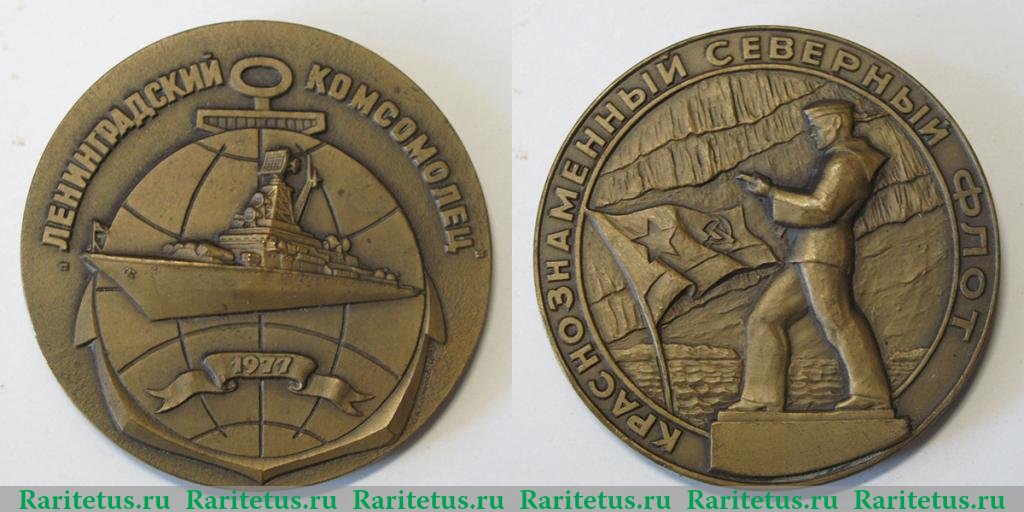 "ЛЕНИНГРАДСКИЙ КОМСОМОЛЕЦ"
1977
КРАСНОЗНАМЕННЫЙ СЕВЕРНЫЙ ФЛОТ
Raritetus.ru Raritetus.ru Raritetus.ru Raritetus.ru Raritetus.ru Raritetus.ru